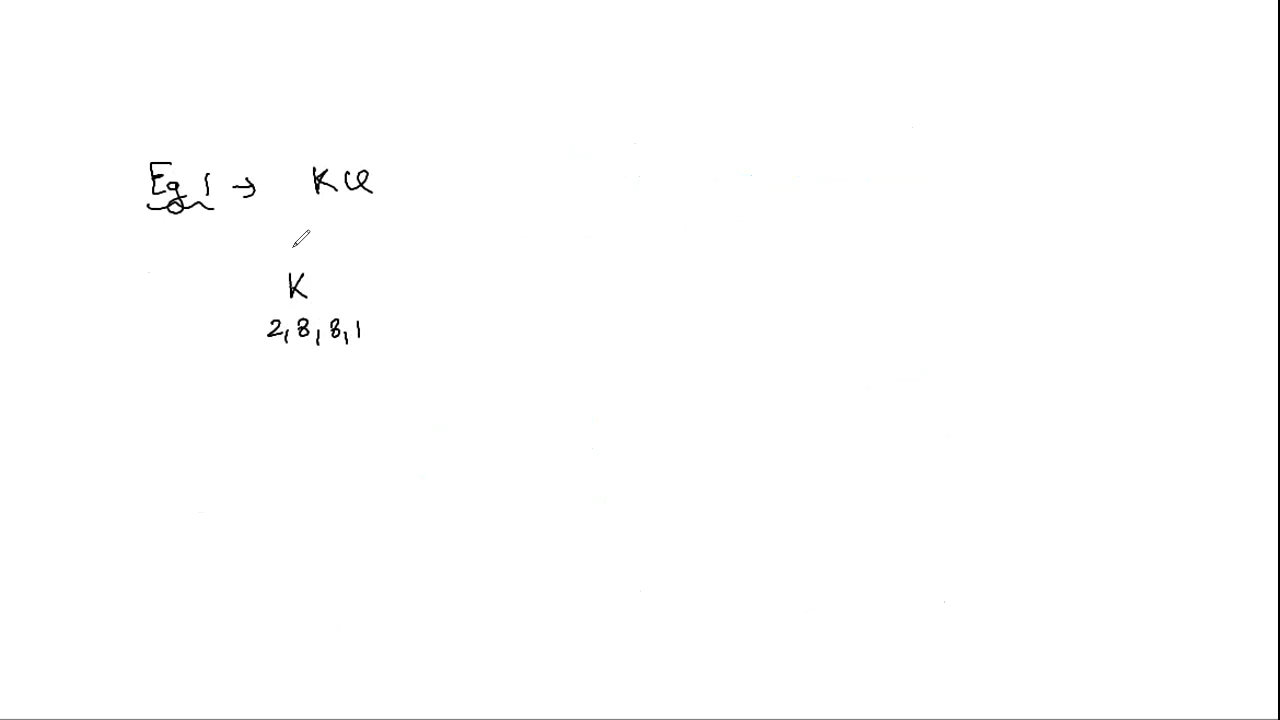 Eg 1 → KCl
K
2, 8, 8, 1